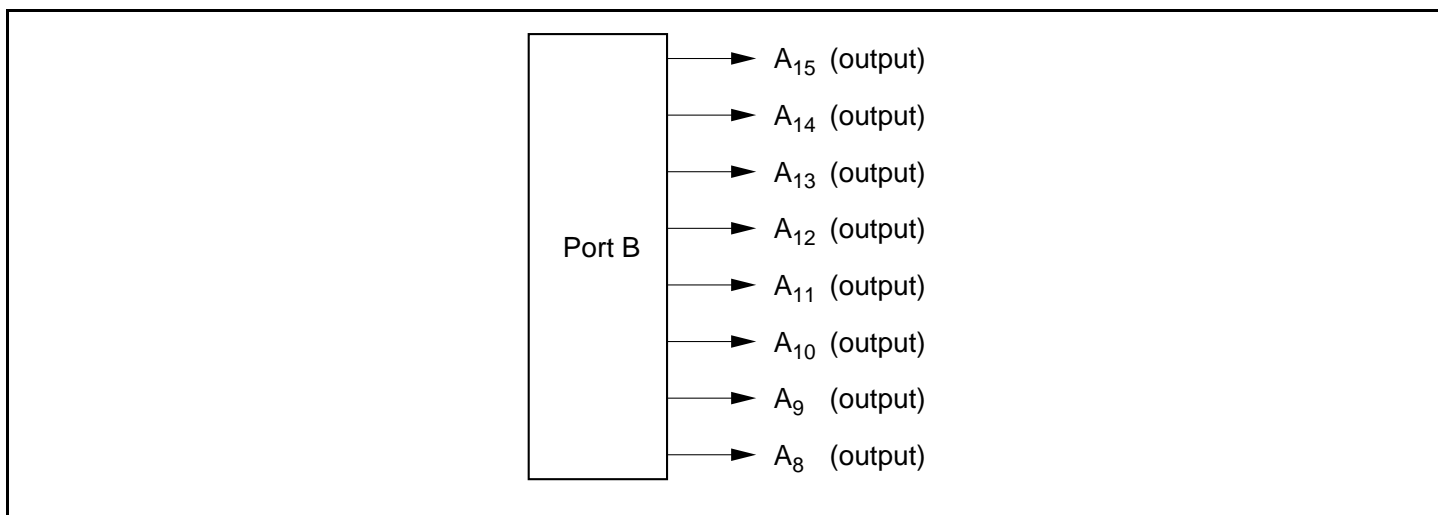 A15 (output)
A14 (output)
A13 (output)
A12 (output)
Port B
A11 (output)
A10 (output)
A9 (output)
A8 (output)